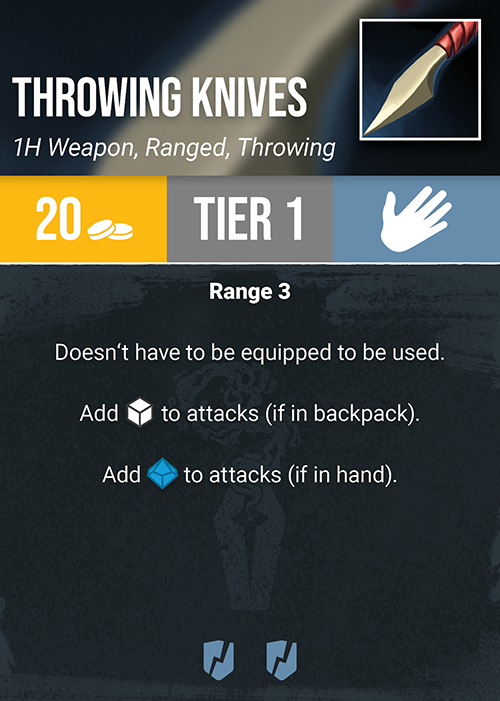 THROWING KNIVES
1H Weapon, Ranged, Throwing
20
TIER 1
Range 3
Doesn‘t have to be equipped to be used.
Add to attacks (if in backpack).
Add to attacks (if in hand).